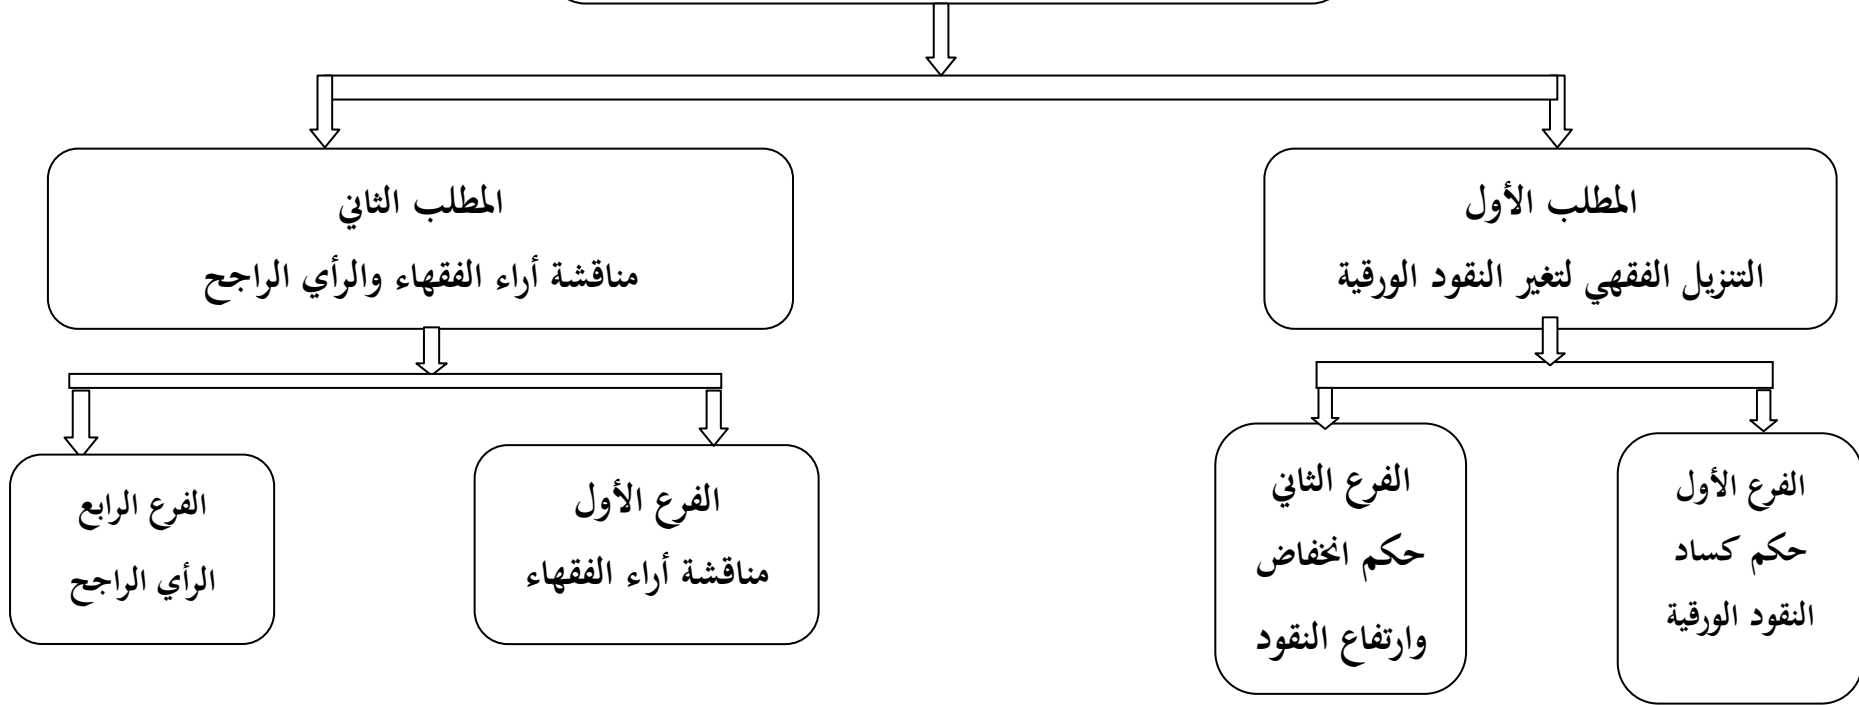 المطلب الأول
التنزيل الفقهي لتغير النقود الورقية
المطلب الثاني
مناقشة أراء الفقهاء والرأي الراجح
الفرع الأول
حكم كساد
النقود الورقية
الفرع الثاني
حكم انخفاض
وارتفاع النقود
الفرع الأول
مناقشة أراء الفقهاء
الفرع الرابع
الرأي الراجح